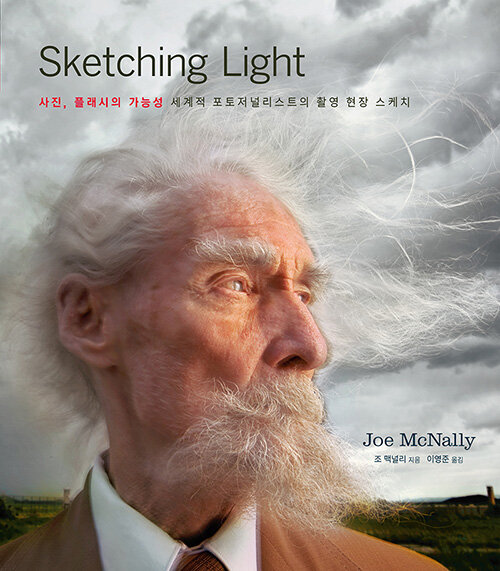 Sketching Light
사진, 플래시의 가능성 세계적 포토저널리스트의 촬영 현장 스케치
Joe McNally
조 맥널리 지음 이영준 옮김